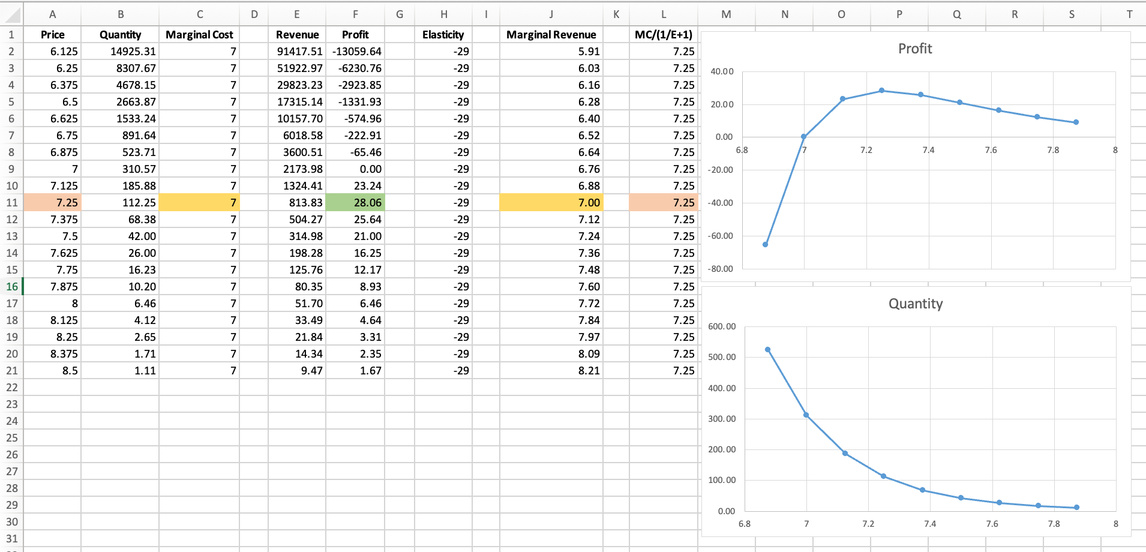 A B C D E F G H I J K L M N O P Q R S T
1 Price Quantity Marginal Cost Revenue Profit Elasticity Marginal Revenue MC/(1/E+1)
2 6.125 14925.31 7 91417.51 -13059.64 -29 5.91 7.25
3 6.25 8307.67 7 51922.97 -6230.76 -29 6.03 7.25
4 6.375 4678.15 7 29823.23 -2923.85 -29 6.16 7.25
5 6.5 2663.87 7 17315.14 -1331.93 -29 6.28 7.25
6 6.625 1533.24 7 10157.70 -574.96 -29 6.40 7.25
7 6.75 891.64 7 6018.58 -222.91 -29 6.52 7.25
8 6.875 523.71 7 3600.51 -65.46 -29 6.64 7.25
9 7 310.57 7 2173.98 0.00 -29 6.76 7.25
10 7.125 185.88 7 1324.41 23.24 -29 6.88 7.25
11 7.25 112.25 7 813.83 28.06 -29 7.00 7.25
12 7.375 68.38 7 504.27 25.64 -29 7.12 7.25
13 7.5 42.00 7 314.98 21.00 -29 7.24 7.25
14 7.625 26.00 7 198.28 16.25 -29 7.36 7.25
15 7.75 16.23 7 125.76 12.17 -29 7.48 7.25
16 7.875 10.20 7 80.35 8.93 -29 7.60 7.25
17 8 6.46 7 51.70 6.46 -29 7.72 7.25
18 8.125 4.12 7 33.49 4.64 -29 7.84 7.25
19 8.25 2.65 7 21.84 3.31 -29 7.97 7.25
20 8.375 1.71 7 14.34 2.35 -29 8.09 7.25
21 8.5 1.11 7 9.47 1.67 -29 8.21 7.25
22
23
24
25
26
27
28
29
30
31
Profit
40.00
20.00
0.00
6.8 7 7.2 7.4 7.6 7.8 8
-20.00
-40.00
-60.00
-80.00
Quantity
600.00
500.00
400.00
300.00
200.00
100.00
0.00
6.8 7 7.2 7.4 7.6 7.8 8